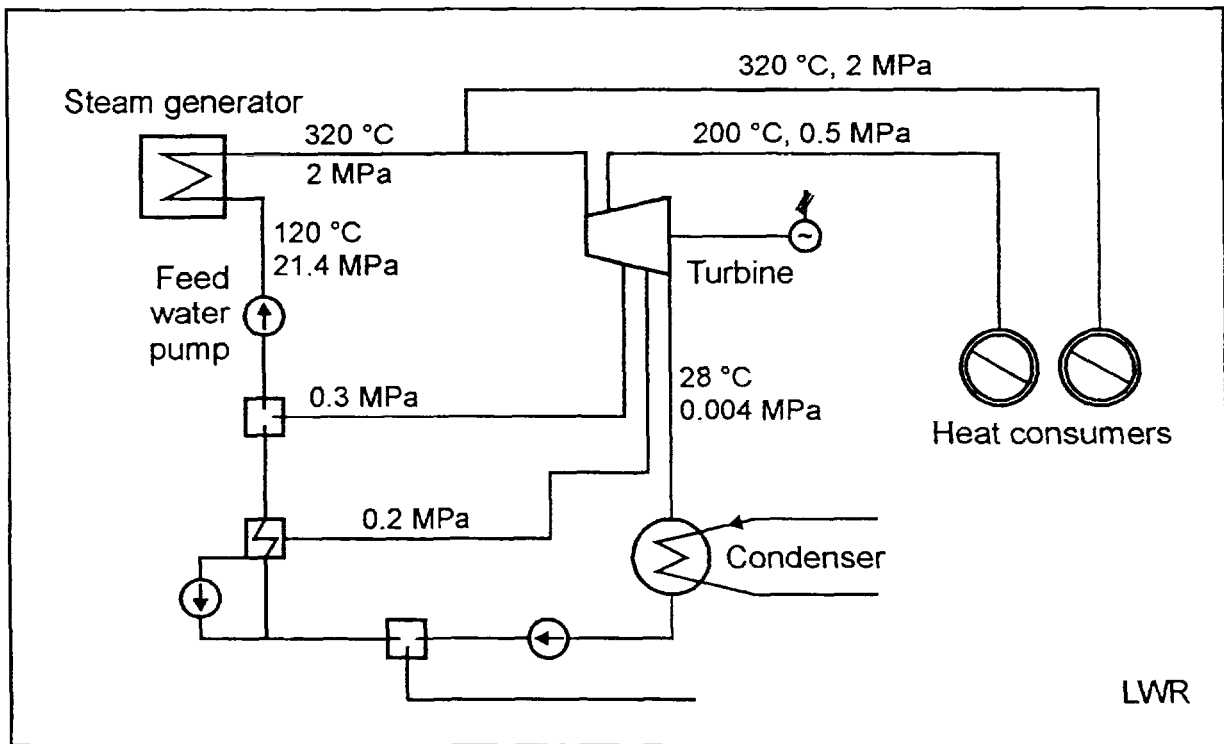 320 °C, 2 MPa
Steam generator
320 °C
2 MPa
200 °C, 0.5 MPa
120 °C
21.4 MPa
Feed
water
pump
~
Turbine
0.3 MPa
28 °C
0.004 MPa
Heat consumers
0.2 MPa
Condenser
LWR